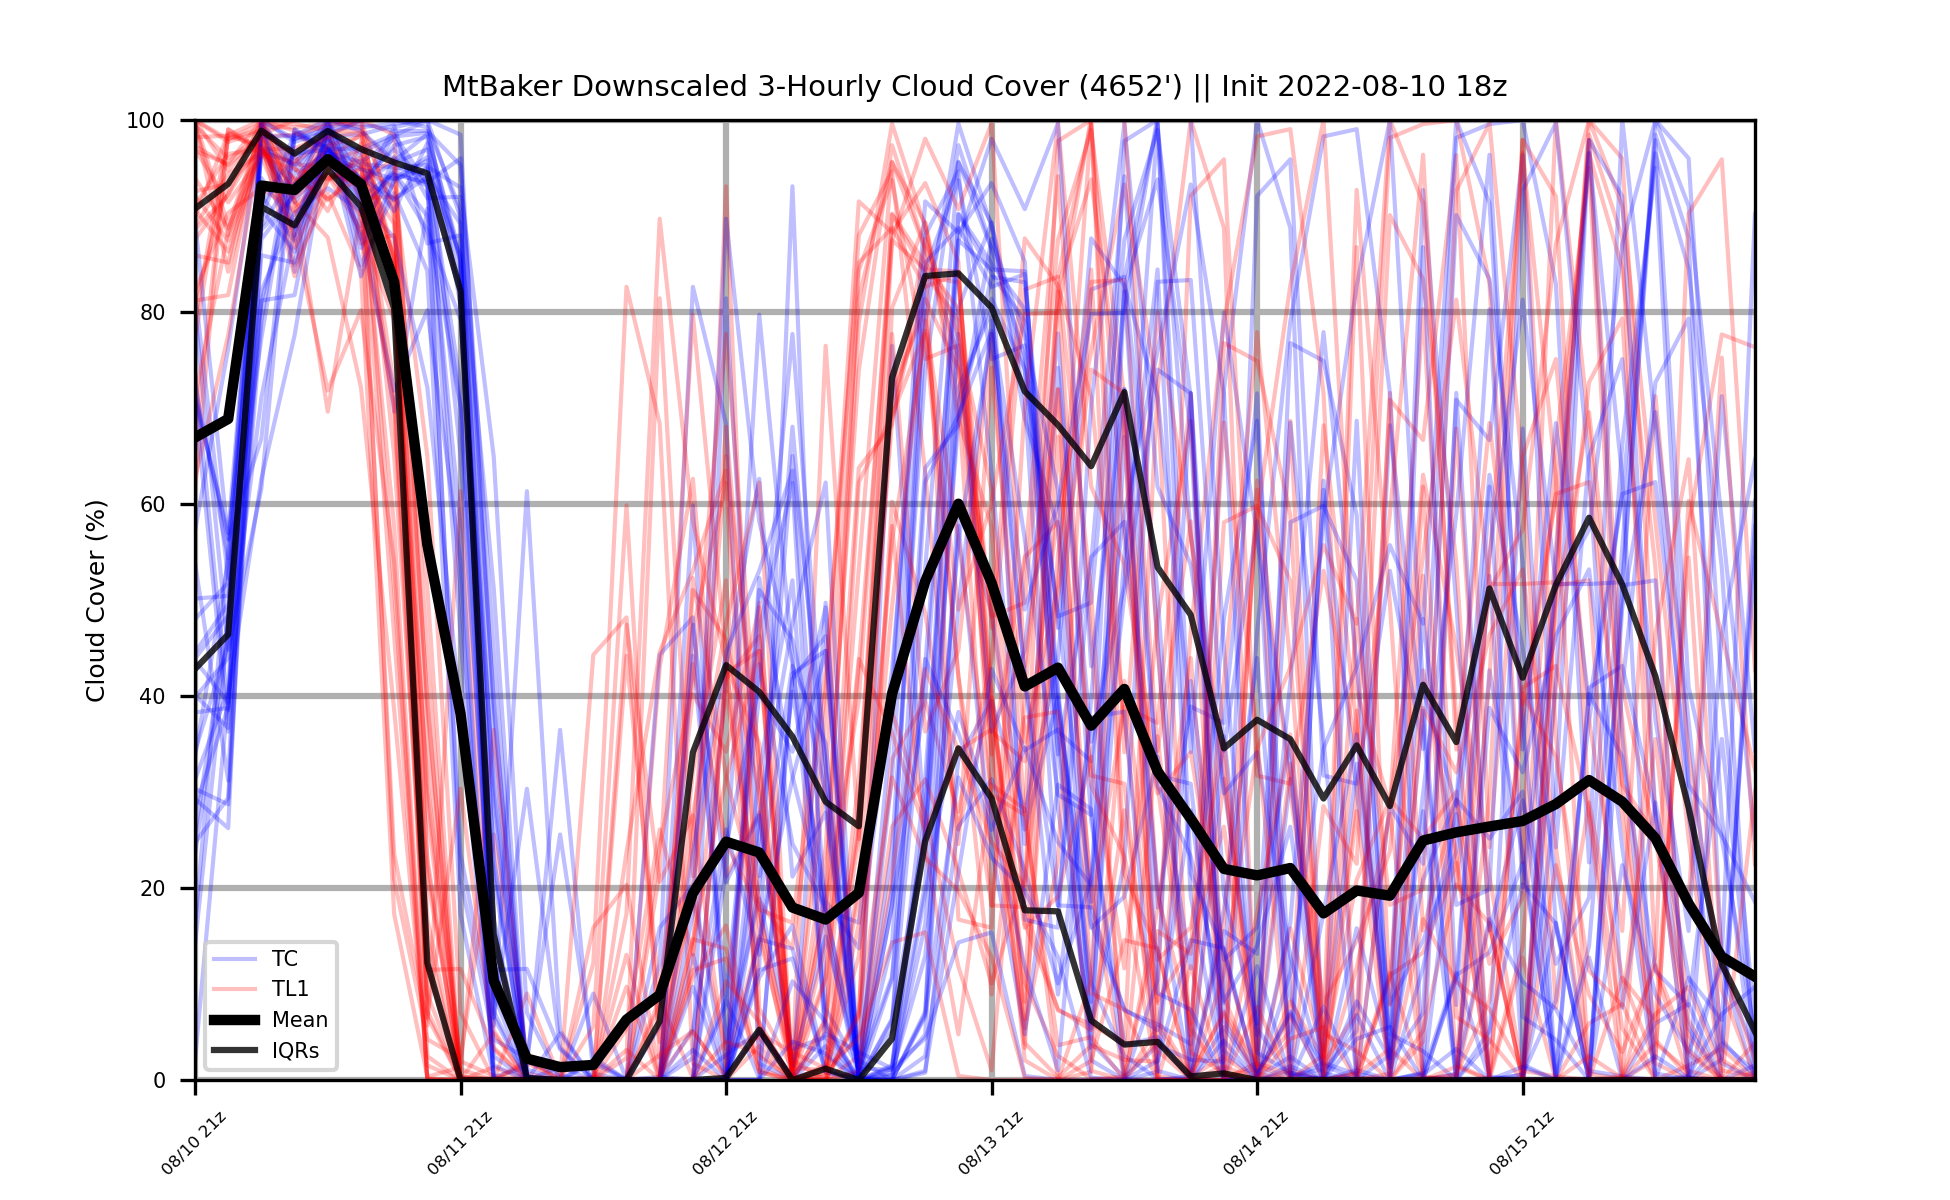 MtBaker Downscaled 3-Hourly Cloud Cover (4652') || Init 2022-08-10 18z
Cloud Cover (%)
100
80
60
40
20
0
TC
TL1
Mean
IQRs
08/10 21z
08/11 21z
08/12 21z
08/13 21z
08/14 21z
08/15 21z